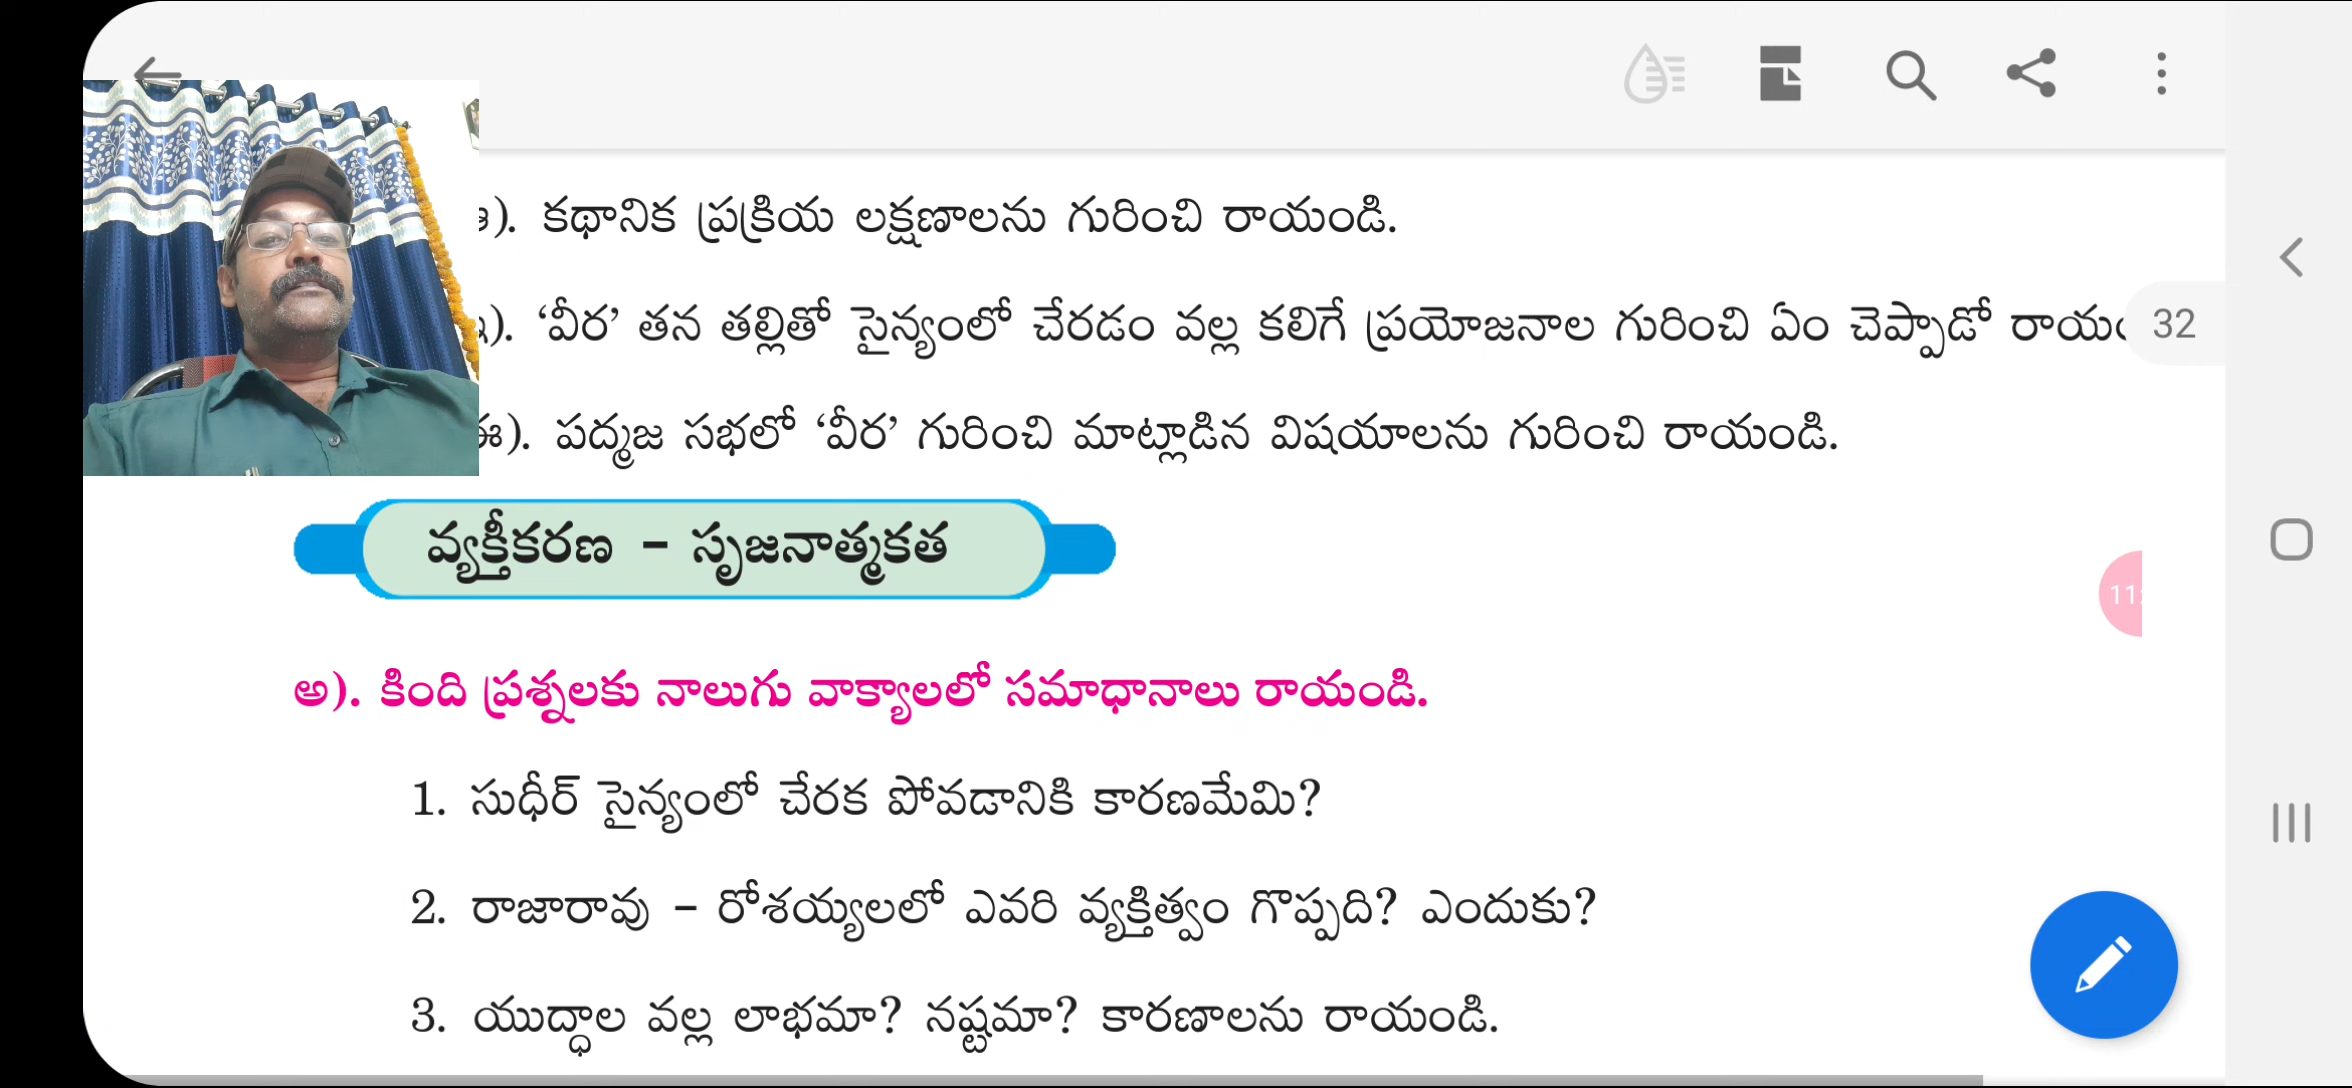 ). కథానిక ప్రక్రియ లక్షణాలను గురించి రాయండి.
). ‘వీర’ తన తల్లితో సైన్యంలో చేరడం వల్ల కలిగే ప్రయోజనాల గురించి ఏం చెప్పాడో
32
ఈ). పద్మజ సభలో ‘వీర’ గురించి మాట్లాడిన విషయాలను గురించి రాయండి.
వ్యక్తీకరణ - సృజనాత్మకత
11
అ). కింది ప్రశ్నలకు నాలుగు వాక్యాలలో సమాధానాలు రాయండి.
1. సుధీర్ సైన్యంలో చేరక పోవడానికి కారణమేమి?
2. రాజారావు - రోశయ్యలలో ఎవరి వ్యక్తిత్వం గొప్పది? ఎందుకు?
3. యుద్ధాల వల్ల లాభమా? నష్టమా? కారణాలను రాయండి.